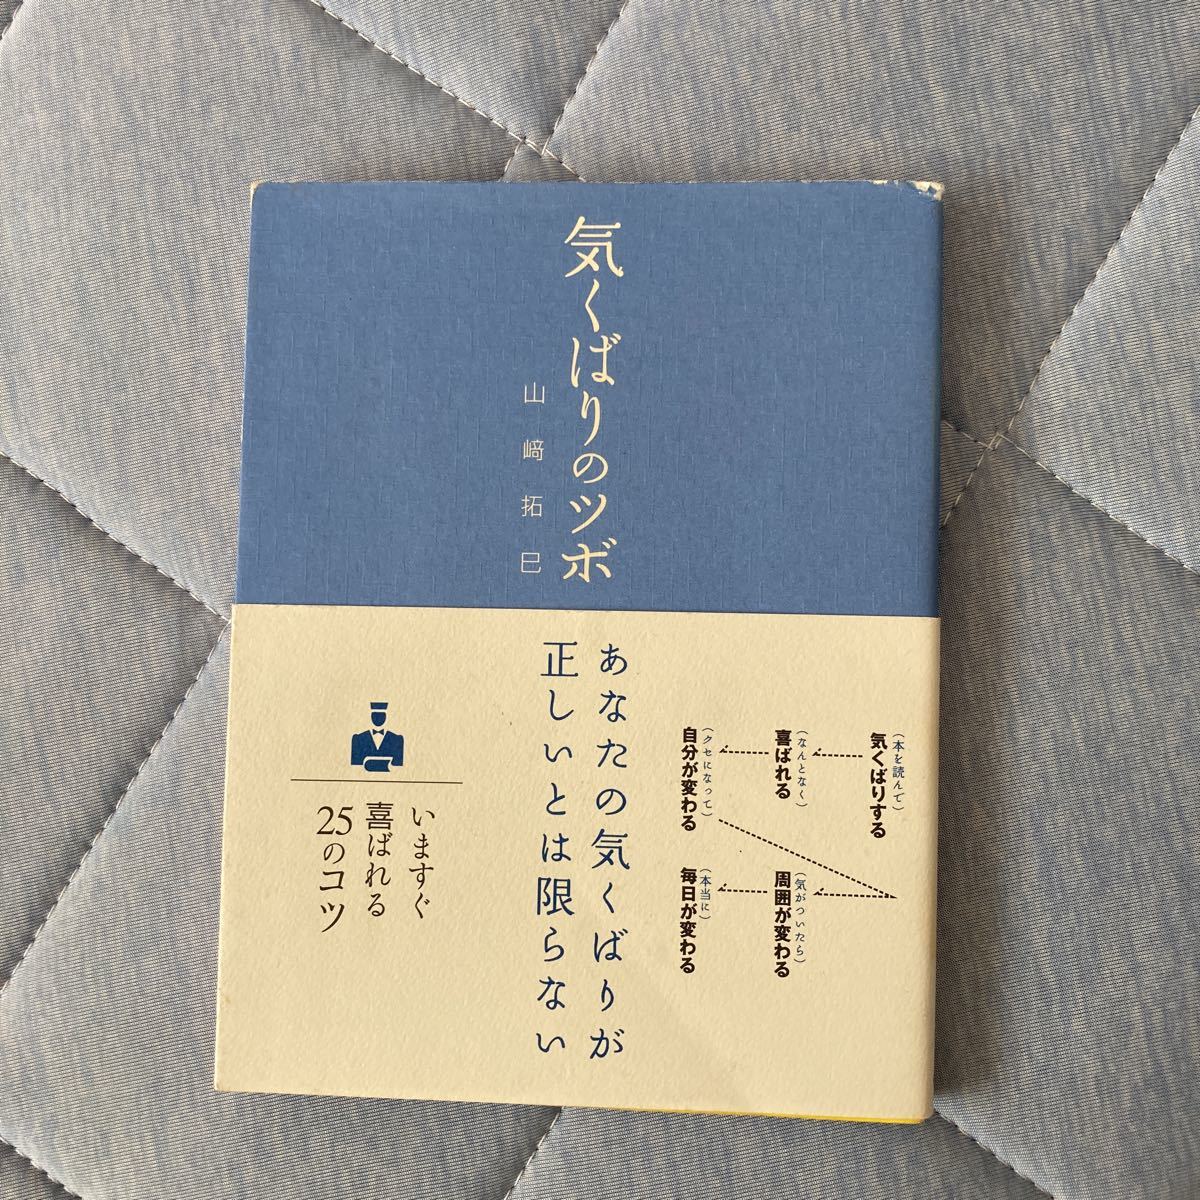 気くばりのツボ
山﨑拓巳
(本を読んで)
気くばりする
(なんとなく)
喜ばれる
(クセになって)
自分が変わる
(気がついたら)
周囲が変わる
(本当に)
毎日が変わる
あなたの気くばりが
正しいとは限らない
いますぐ
喜ばれる
25のコツ